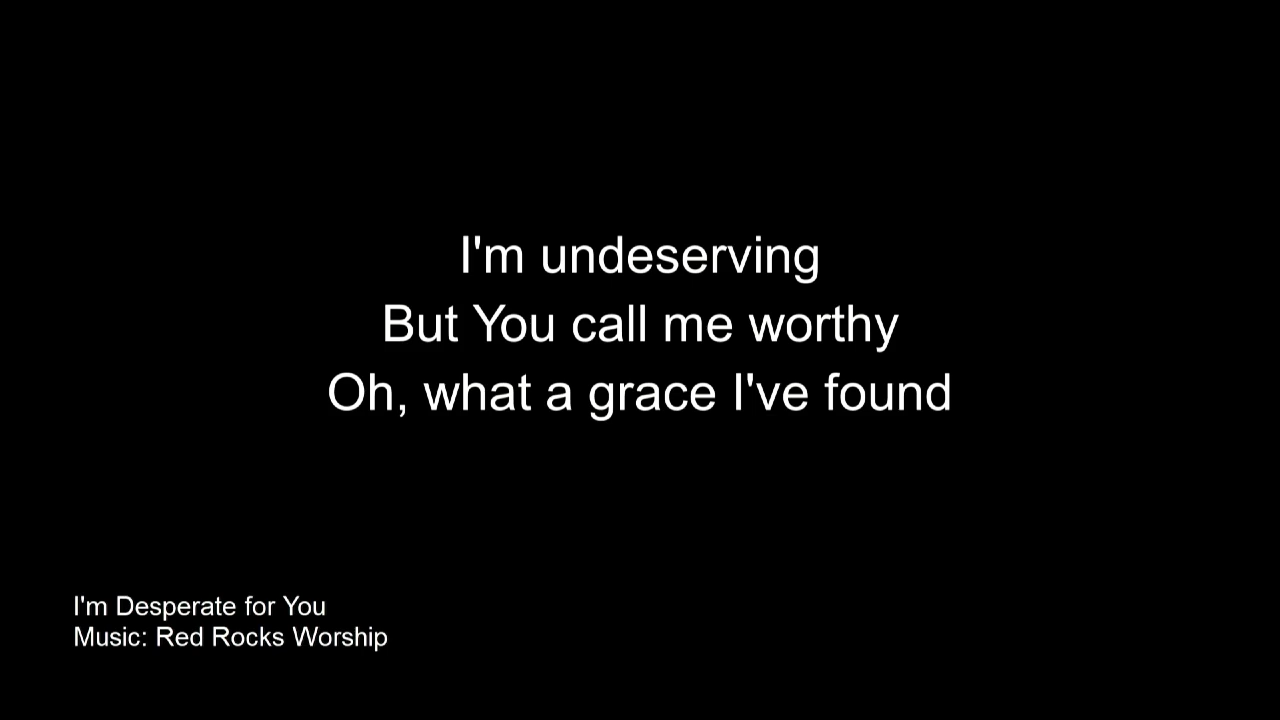 I'm undeserving
But You call me worthy
Oh, what a grace I've found
I'm Desperate for You
Music: Red Rocks Worship